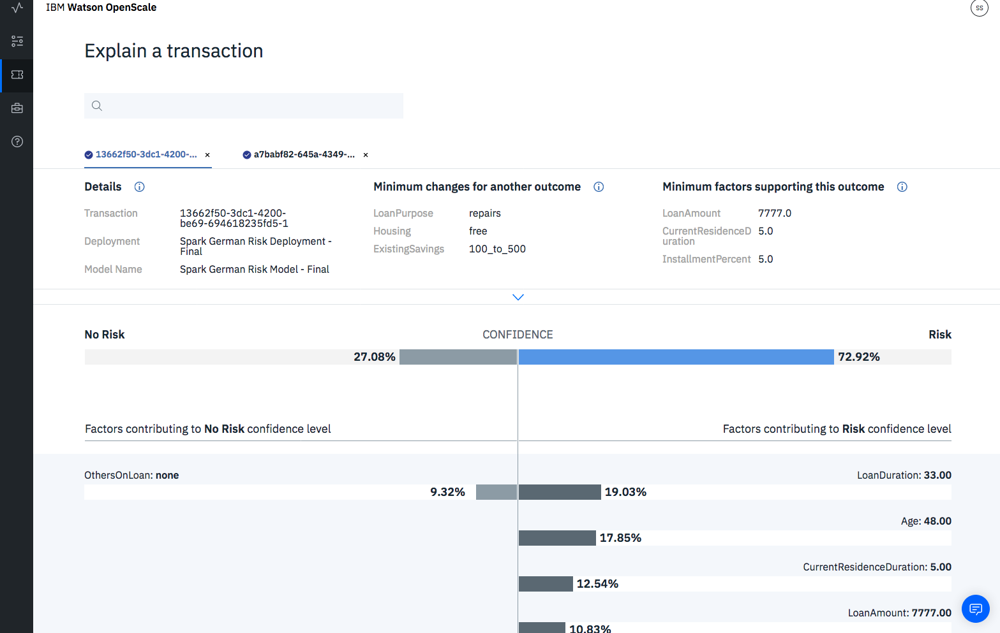 IBM Watson OpenScale
SS
Explain a transaction
13662f50-3dc1-4200-... ×
a7babf82-645a-4349-... ×
Details
Transaction
13662f50-3dc1-4200-
be69-694618235fd5-1
Deployment
Spark German Risk Deployment -
Final
Model Name
Spark German Risk Model - Final
Minimum changes for another outcome
LoanPurpose
repairs
Housing
free
ExistingSavings
100_to_500
Minimum factors supporting this outcome
LoanAmount
7777.0
CurrentResidenceD
uration
5.0
InstallmentPercent
5.0
No Risk
CONFIDENCE
Risk
27.08%
72.92%
Factors contributing to No Risk confidence level
Factors contributing to Risk confidence level
OthersOnLoan: none
LoanDuration: 33.00
9.32%
19.03%
Age: 48.00
17.85%
CurrentResidenceDuration: 5.00
12.54%
LoanAmount: 7777.00
10.83%